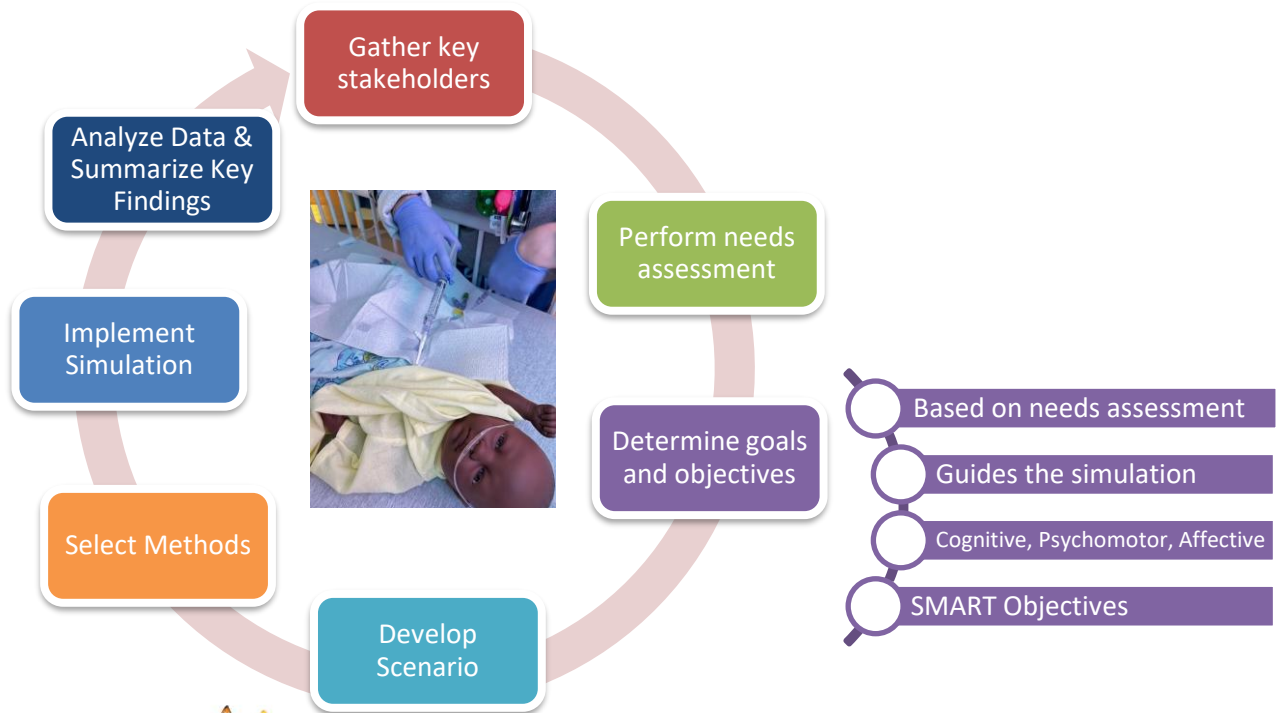 Gather key
stakeholders
Perform needs
assessment
Determine goals
and objectives
Develop
Scenario
Select Methods
Implement
Simulation
Analyze Data &
Summarize Key
Findings
Based on needs assessment
Guides the simulation
Cognitive, Psychomotor, Affective
SMART Objectives